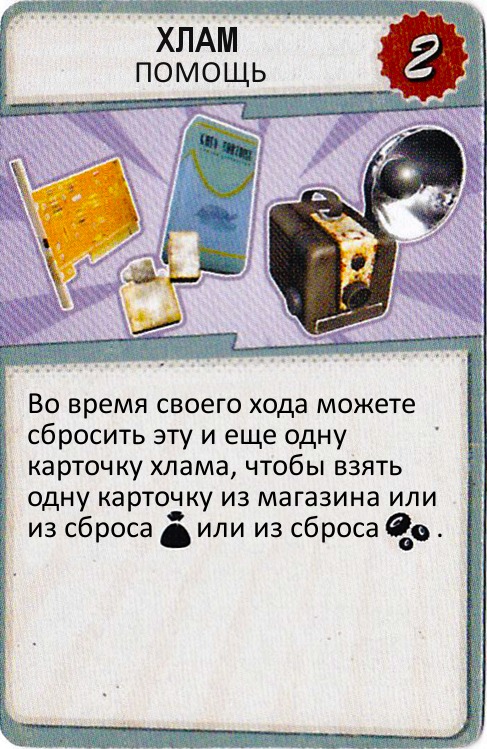 ХЛАМ
ПОМОЩЬ
2
Во время своего хода можете
сбросить эту и еще одну
карточку хлама, чтобы взять
одну карточку из магазина или
из сброса или из сброса .